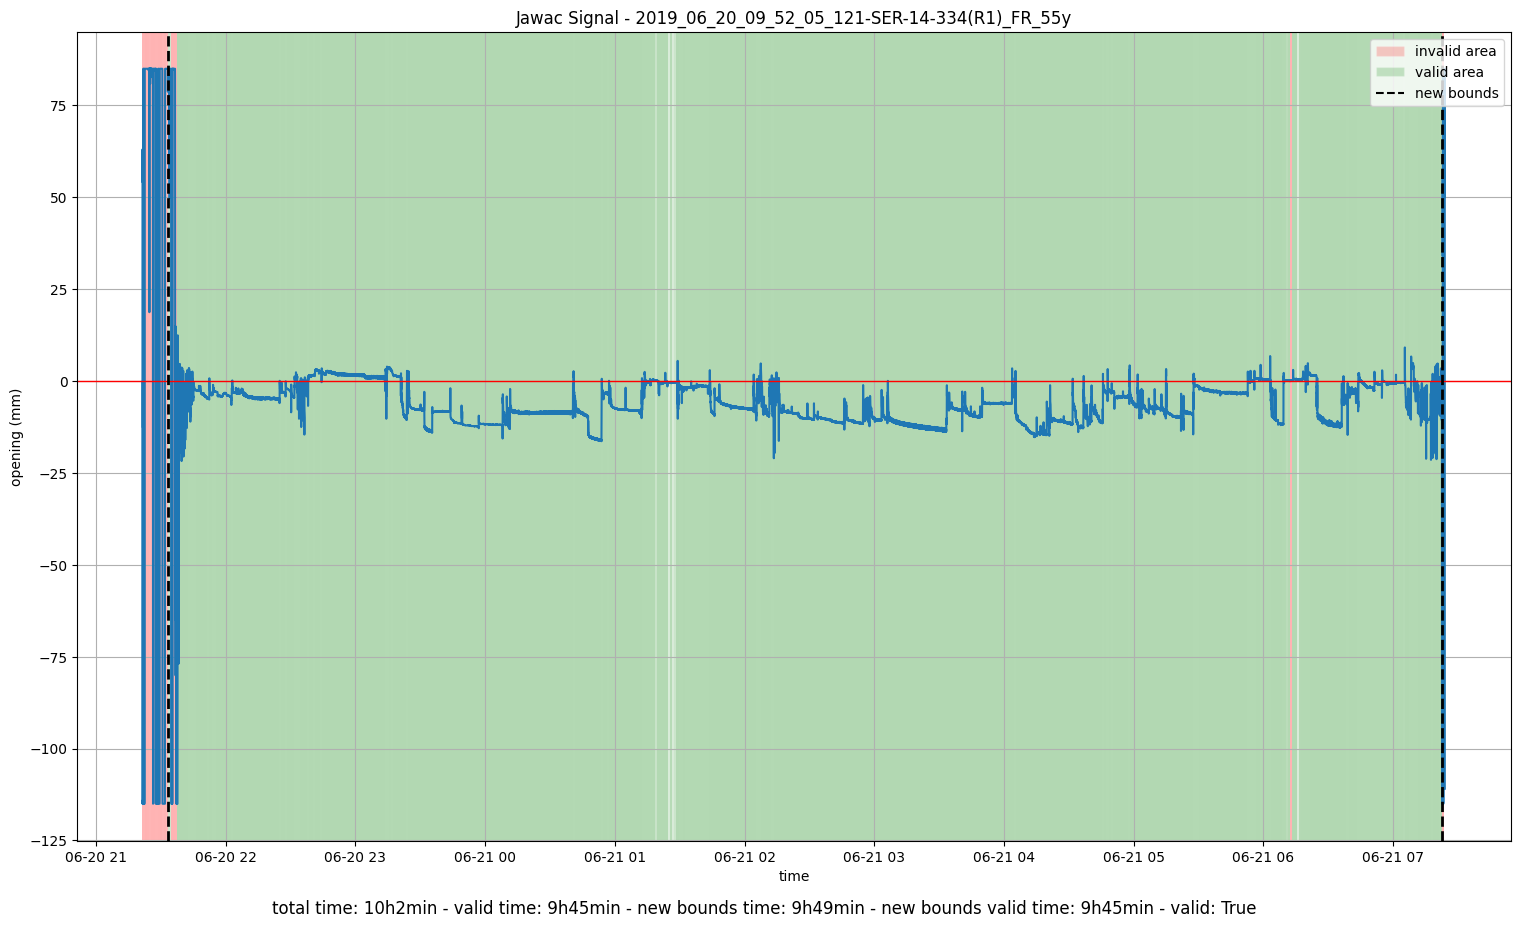 Jawac Signal - 2019_06_20_09_52_05_121-SER-14-334(R1)_FR_55y
invalid area
valid area
new bounds
75
50
25
0
−25
−50
−75
−100
−125
opening (mm)
06-20 21
06-20 22
06-20 23
06-21 00
06-21 01
06-21 02
06-21 03
06-21 04
06-21 05
06-21 06
06-21 07
time
total time: 10h2min - valid time: 9h45min - new bounds time: 9h49min - new bounds valid time: 9h45min - valid: True